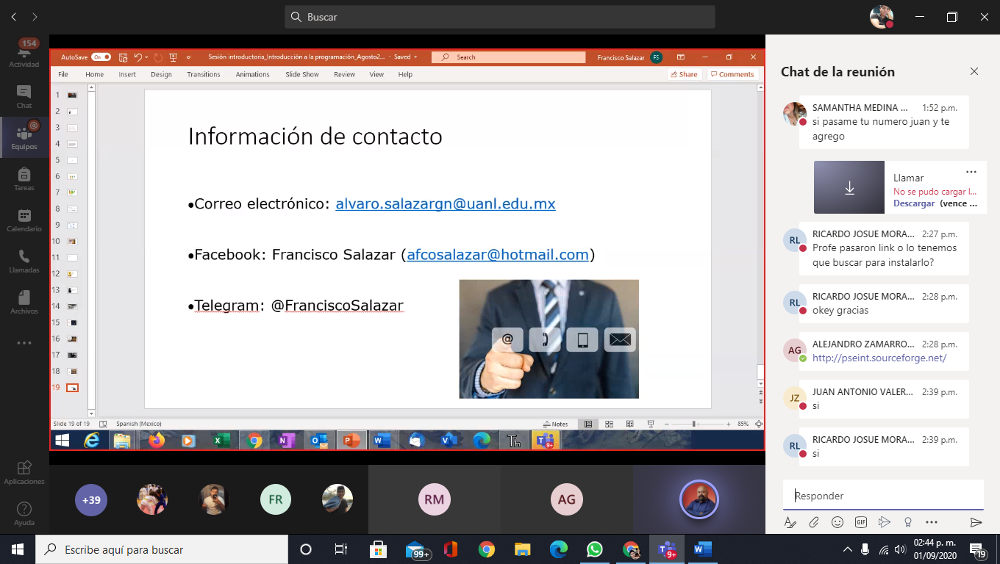 Buscar
154
Actividad
Chat
Equipos
Tareas
Calendario
Llamadas
Archivos
Aplicaciones
Ayuda
AutoSave On
Sesión introductoria_Introducción a la programación_Agosto2... - Saved
Search
Francisco Salazar FS
File Home Insert Design Transitions Animations Slide Show Review View Help
Share Comments
1
2
3
4
5
6
7
8
9
10
11
12
13
14
15
16
17
18
19
Información de contacto
•Correo electrónico: alvaro.salazargn@uanl.edu.mx
•Facebook: Francisco Salazar (afcosalazar@hotmail.com)
•Telegram: @FranciscoSalazar
@
Slide 19 of 19 Spanish (Mexico)
Notes
85%
9+
+39
FR
RM
AG
Chat de la reunión
SAMANTHA MEDINA ... 1:52 p.m.
si pasame tu numero juan y te
agrego
Llamar
No se pudo cargar l...
Descargar (vence ...
RL
RICARDO JOSUE MORA... 2:27 p.m.
Profe pasaron link o lo tenemos
que buscar para instalarlo?
RL
RICARDO JOSUE MORA... 2:28 p.m.
okey gracias
AG
ALEJANDRO ZAMARRO... 2:28 p.m.
http://pseint.sourceforge.net/
JZ
JUAN ANTONIO VALER... 2:39 p.m.
si
RL
RICARDO JOSUE MORA... 2:39 p.m.
si
Responder
GIF
Escribe aquí para buscar
99+
9+
02:44 p. m.
01/09/2020
19